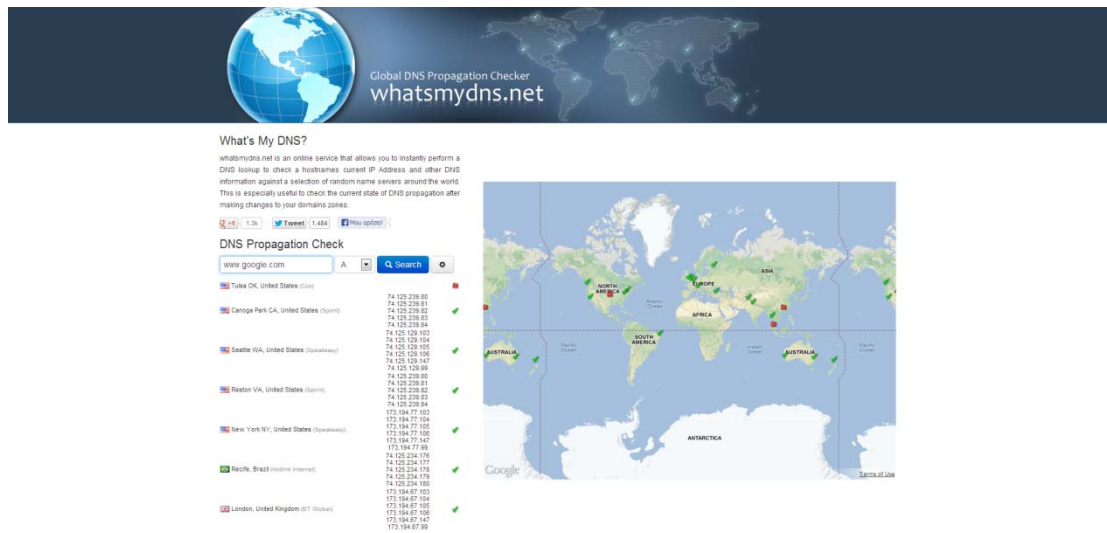 Global DNS Propagation Checker
whatsmydns.net
What's My DNS?
whatsmydns.net is an online service that allows you to instantly perform a
DNS lookup to check a hostnames current IP Address and other DNS
information against a selection of random name servers around the world.
This is especially useful to check the current state of DNS propagation after
making changes to your domains zones.
+1 1.3k Tweet 1,484 Μου αρέσει!
DNS Propagation Check
www.google.com A Search
Tulsa OK, United States (Cox)
74.125.239.80
74.125.239.81
Canoga Park CA, United States (Sprint) 74.125.239.82
74.125.239.83
74.125.239.84
74.125.129.103
74.125.129.104
Seattle WA, United States (Speakeasy) 74.125.129.105
74.125.129.106
74.125.129.147
74.125.129.99
74.125.239.80
74.125.239.81
Reston VA, United States (Sprint) 74.125.239.82
74.125.239.83
74.125.239.84
173.194.77.103
173.194.77.104
New York NY, United States (Speakeasy) 173.194.77.105
173.194.77.106
173.194.77.147
173.194.77.99
74.125.234.176
74.125.234.177
Recife, Brazil (Hotlink Internet) 74.125.234.178
74.125.234.179
74.125.234.180
173.194.67.103
173.194.67.104
London, United Kingdom (BT Global) 173.194.67.105
173.194.67.106
173.194.67.147
173.194.67.99
NORTH
AMERICA
EUROPE
ASIA
Atlantic
Ocean
AFRICA
SOUTH
AMERICA
AUSTRALIA
Pacific
Ocean
Indian
Ocean
AUSTRALIA
Pacific
Ocean
ANTARCTICA
Google
Terms of Use